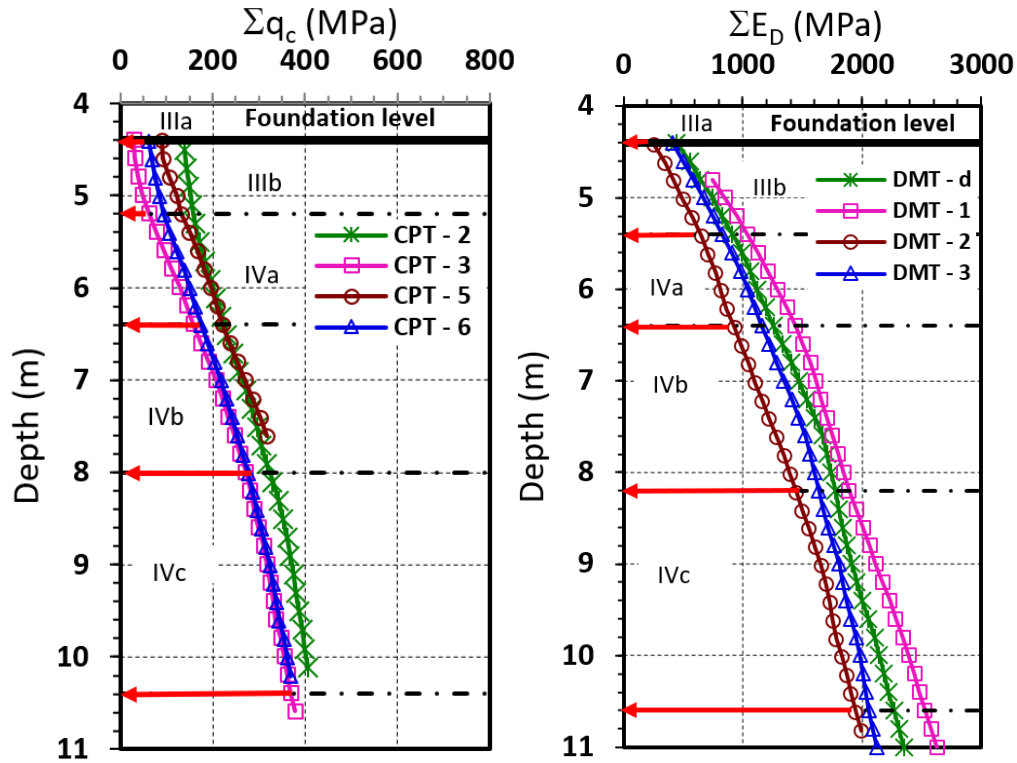 Σqc (MPa)
0 200 400 600 800
4
5
6
7
8
9
10
11
Depth (m)
IIIa
Foundation level
IIIb
IVa
IVb
IVc
CPT - 2
CPT - 3
CPT - 5
CPT - 6
ΣED (MPa)
0 1000 2000 3000
4
5
6
7
8
9
10
11
Depth (m)
IIIa
Foundation level
IIIb
IVa
IVb
IVc
DMT - d
DMT - 1
DMT - 2
DMT - 3